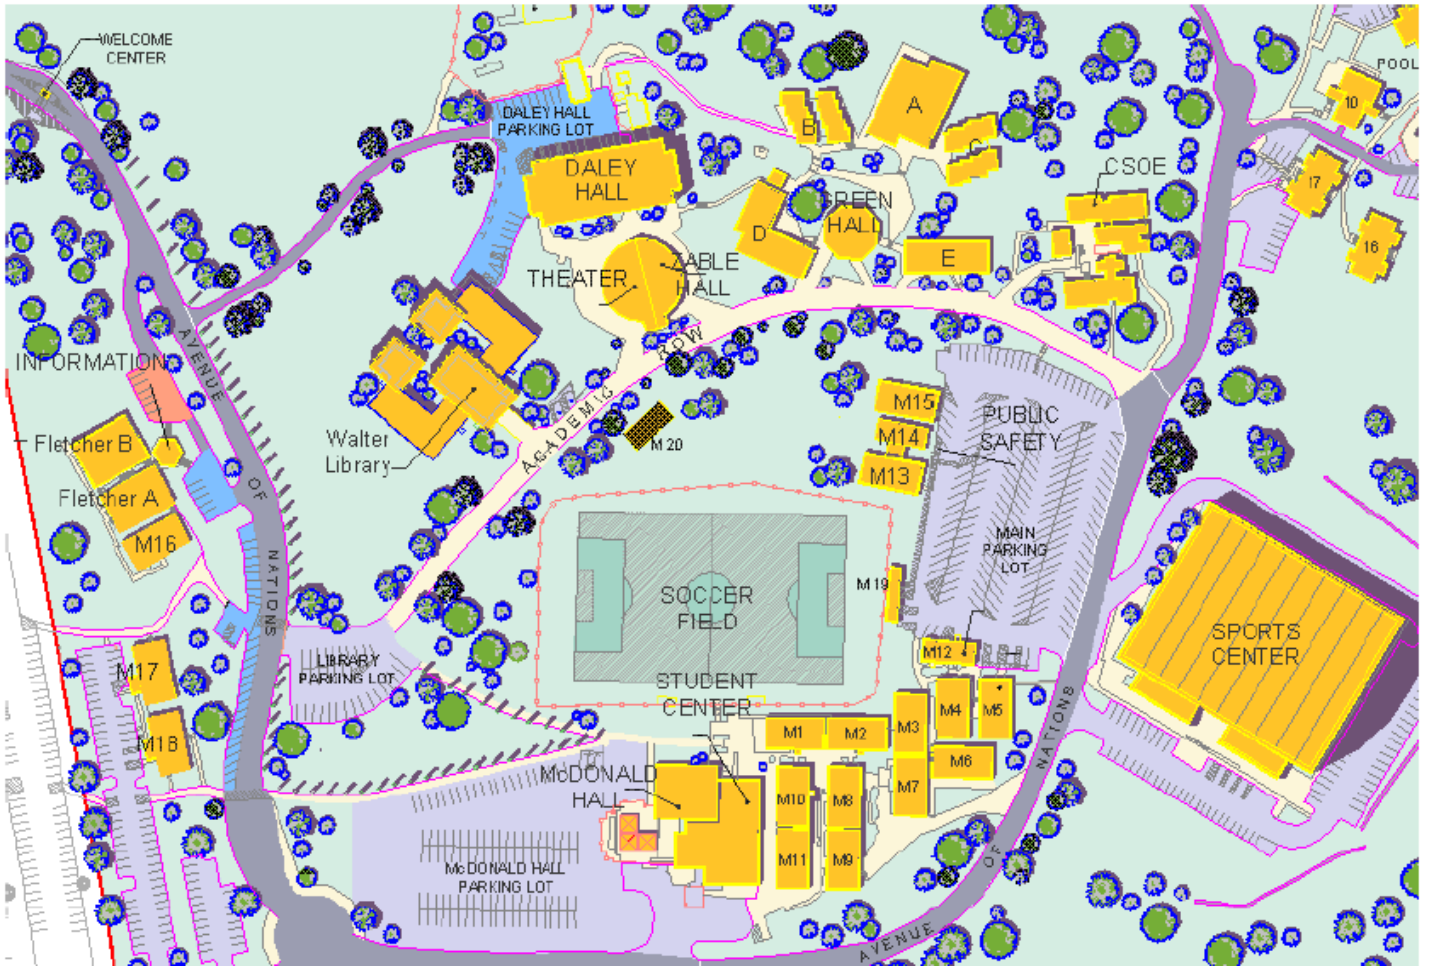 WELCOME
CENTER
POOL
10
DALEY HALL
PARKING LOT
A
B
C
DALEY
HALL
CSOE
17
GREEN
HALL
D
E
16
THEATER
ZABLE
HALL
AVENUE
OF
NATIONS
INFORMATION
ACADEMIC
ROW
Fletcher B
Walter
Library
M 20
M15
M14
M13
PUBLIC
SAFETY
Fletcher A
M16
MAIN
PARKING
LOT
M 19
SOCCER
FIELD
SPORTS
CENTER
M12
M17
LIBRARY
PARKING LOT
STUDENT
CENTER
M18
M1
M2
M3
M4
M5
M6
M7
McDONALD
HALL
M10
M8
M11
M9
McDONALD HALL
PARKING LOT
AVENUE
OF
NATIONS